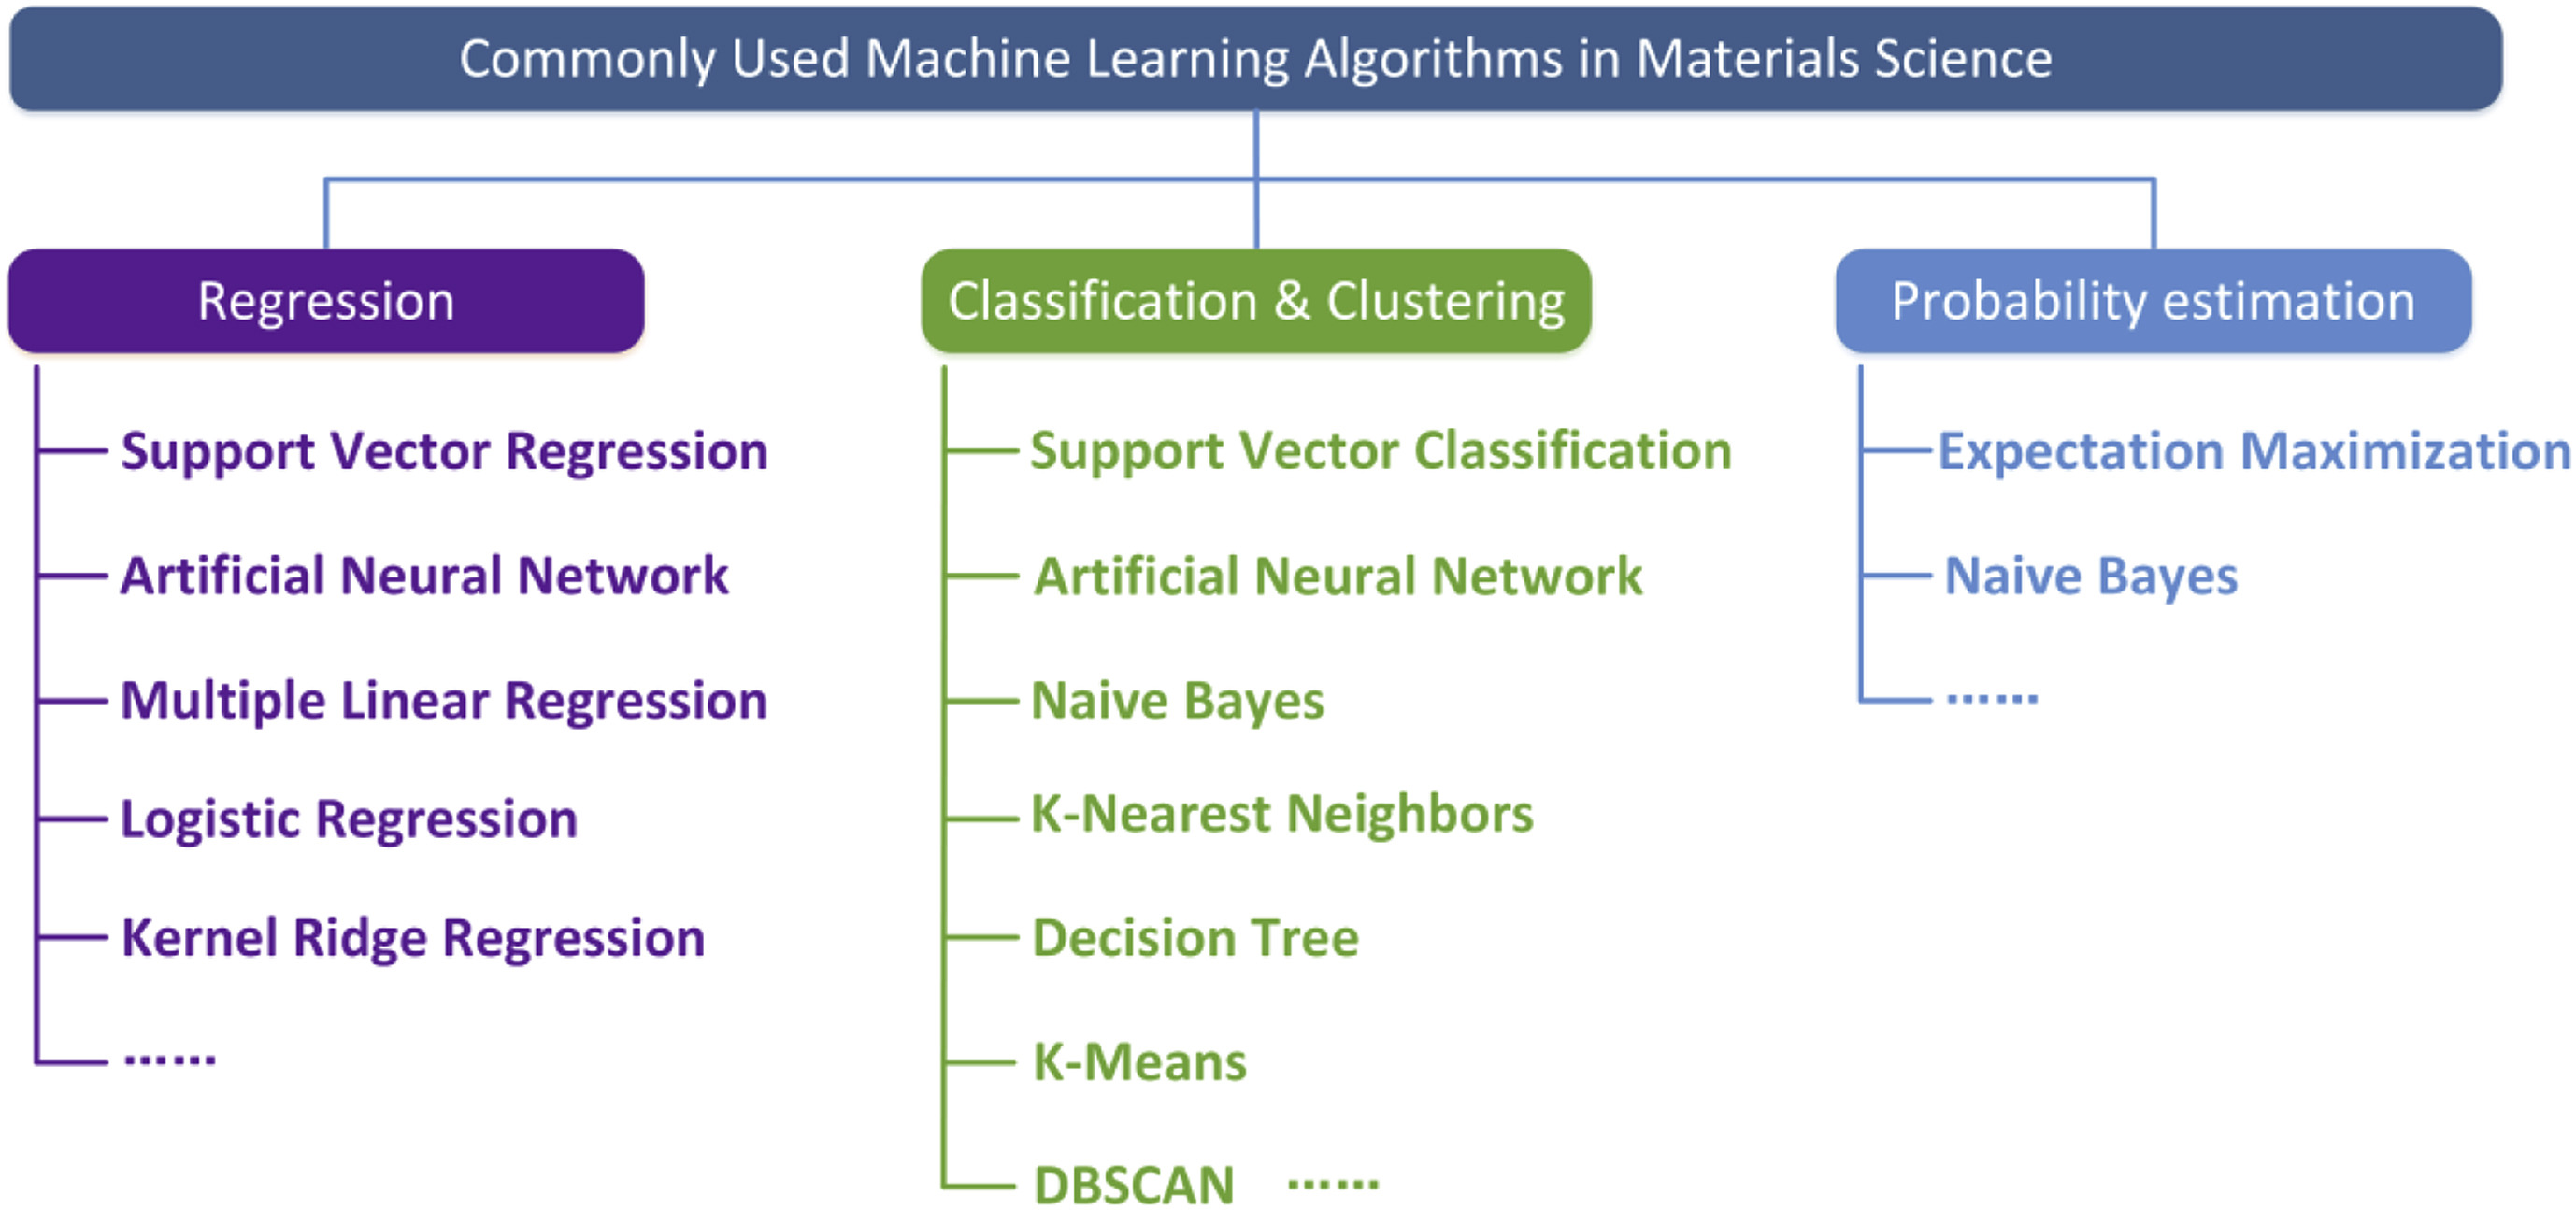 Commonly Used Machine Learning Algorithms in Materials Science
Regression
Support Vector Regression
Artificial Neural Network
Multiple Linear Regression
Logistic Regression
Kernel Ridge Regression
......
Classification & Clustering
Support Vector Classification
Artificial Neural Network
Naive Bayes
K-Nearest Neighbors
Decision Tree
K-Means
DBSCAN ......
Probability estimation
Expectation Maximization
Naive Bayes
......